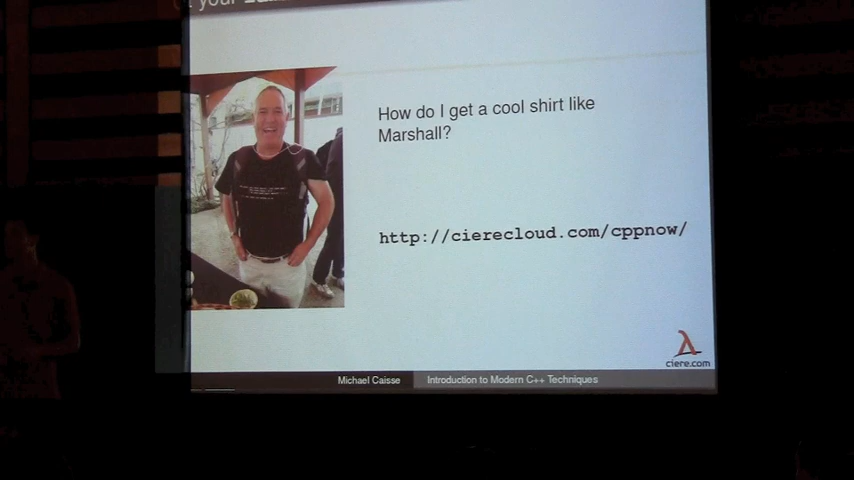 your
How do I get a cool shirt like
Marshall?
http://cierecloud.com/cppnow/
ciere.com
Michael Caisse Introduction to Modern C++ Techniques